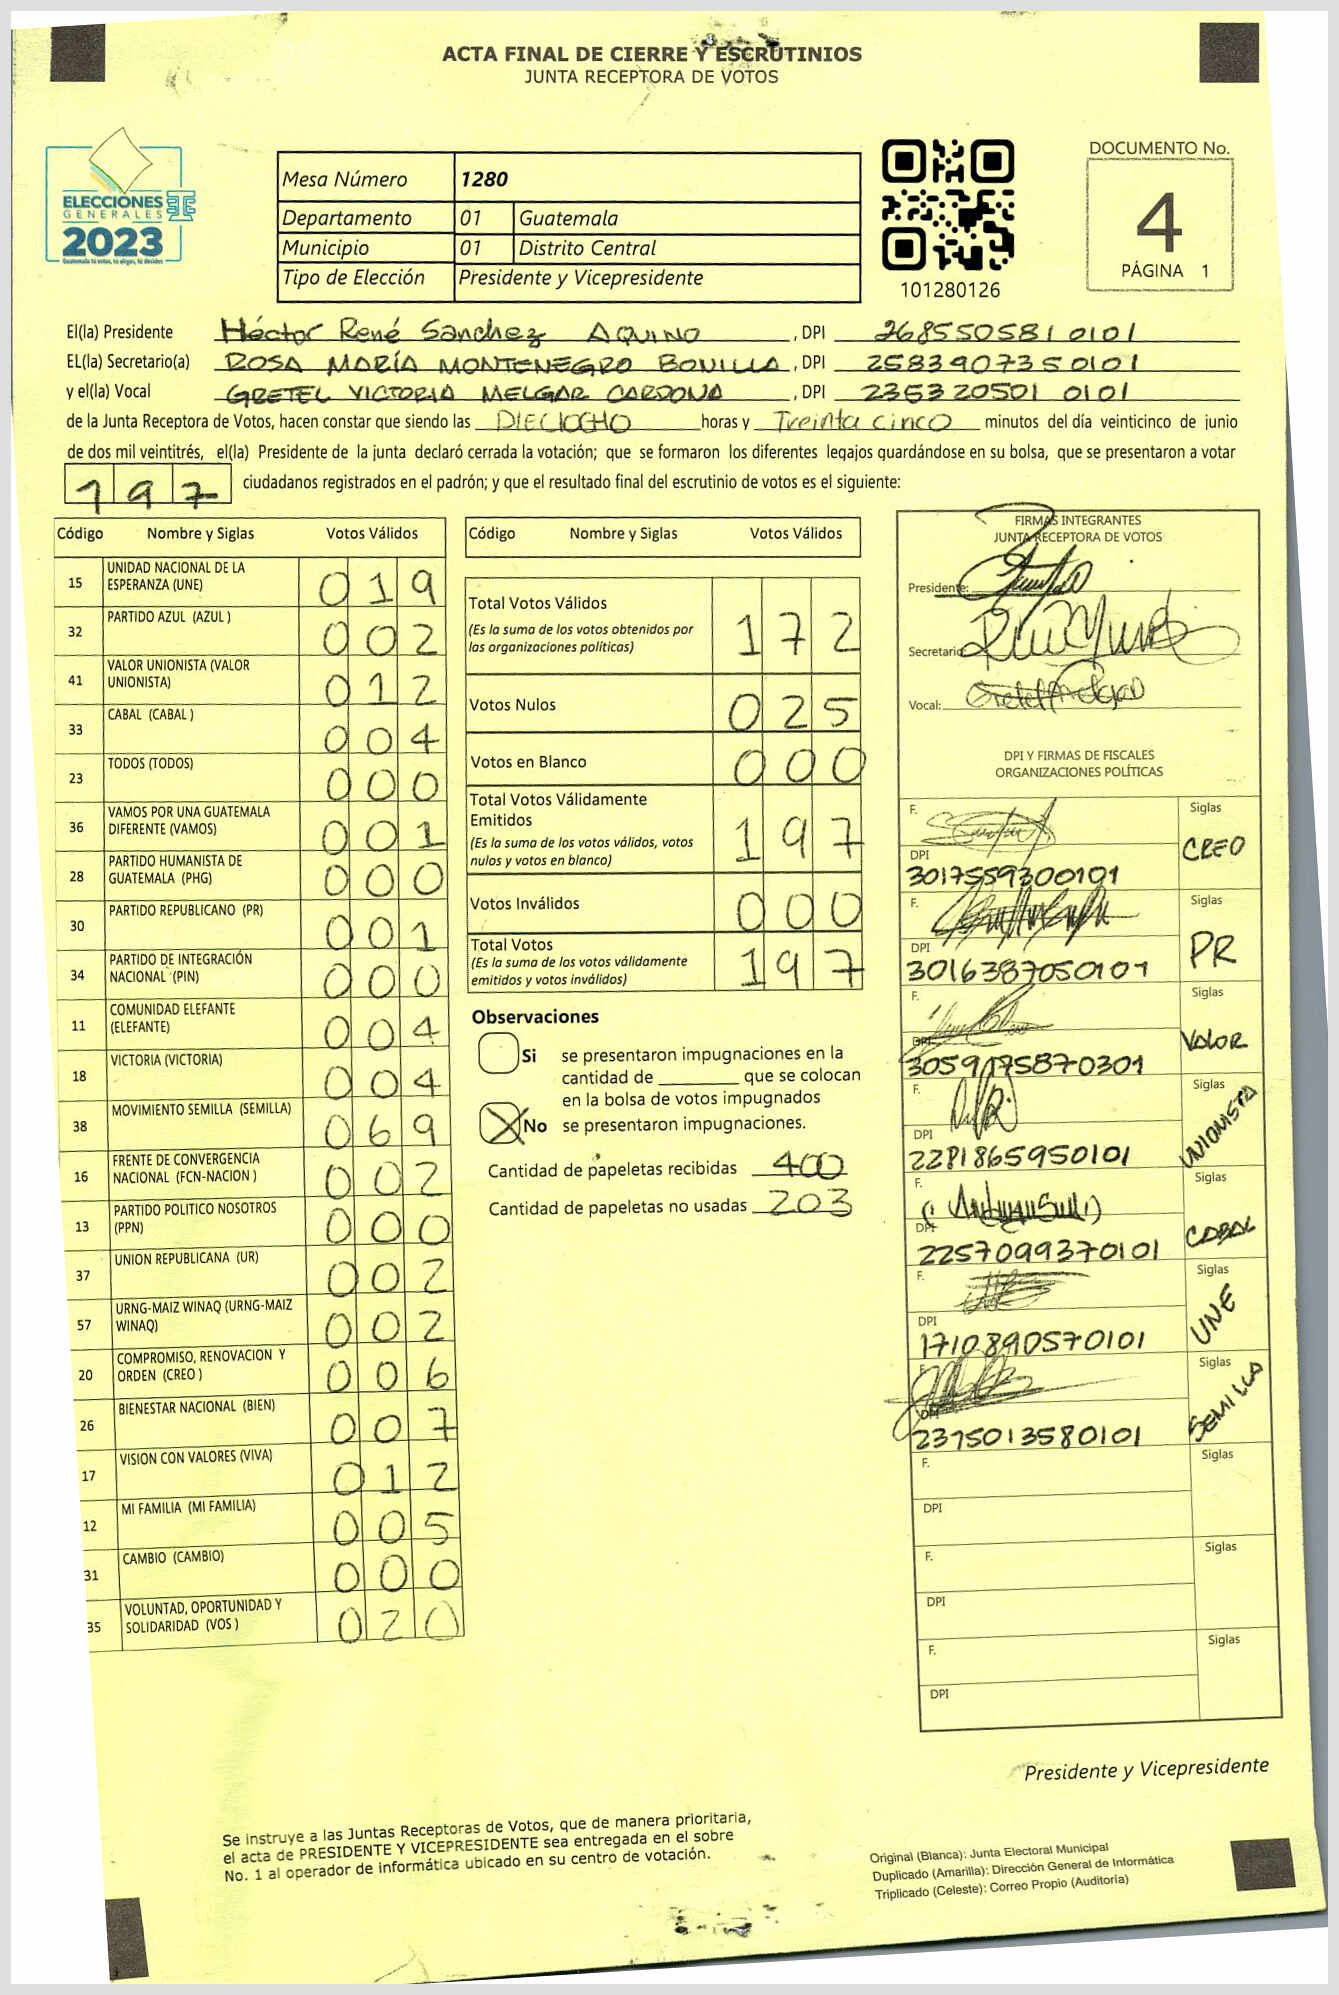 ACTA FINAL DE CIERRE Y ESCRUTINIOS
JUNTA RECEPTORA DE VOTOS
ELECCIONES
GENERALES
2023
Guatemala tú votas, tú eliges, tú decides
Mesa Número 1280
Departamento 01 Guatemala
Municipio 01 Distrito Central
Tipo de Elección Presidente y Vicepresidente
101280126
DOCUMENTO No.
4
PÁGINA 1
El(la) Presidente Héctor René Sanchez AQUINO, DPI 268550581 0101
EL(la) Secretario(a) ROSA MARÍA MONTENEGRO BONILLA, DPI 258390735 0101
y el(la) Vocal GRETEL VICTORIA MELGAR CARDONA, DPI 235320501 0101
de la Junta Receptora de Votos, hacen constar que siendo las DIECIOCHO horas y Treinta cinco minutos del día veinticinco de junio
de dos mil veintitrés, el(la) Presidente de la junta declaró cerrada la votación; que se formaron los diferentes legajos quardándose en su bolsa, que se presentaron a votar
197 ciudadanos registrados en el padrón; y que el resultado final del escrutinio de votos es el siguiente:
Código Nombre y Siglas Votos Válidos
15 UNIDAD NACIONAL DE LA ESPERANZA (UNE) 019
32 PARTIDO AZUL (AZUL ) 002
41 VALOR UNIONISTA (VALOR UNIONISTA) 012
33 CABAL (CABAL ) 004
23 TODOS (TODOS) 000
36 VAMOS POR UNA GUATEMALA DIFERENTE (VAMOS) 001
28 PARTIDO HUMANISTA DE GUATEMALA (PHG) 000
30 PARTIDO REPUBLICANO (PR) 001
34 PARTIDO DE INTEGRACIÓN NACIONAL (PIN) 000
11 COMUNIDAD ELEFANTE (ELEFANTE) 004
18 VICTORIA (VICTORIA) 004
38 MOVIMIENTO SEMILLA (SEMILLA) 069
16 FRENTE DE CONVERGENCIA NACIONAL (FCN-NACION ) 002
13 PARTIDO POLITICO NOSOTROS (PPN) 000
37 UNION REPUBLICANA (UR) 002
57 URNG-MAIZ WINAQ (URNG-MAIZ WINAQ) 002
20 COMPROMISO, RENOVACION Y ORDEN (CREO ) 006
26 BIENESTAR NACIONAL (BIEN) 007
17 VISION CON VALORES (VIVA) 012
12 MI FAMILIA (MI FAMILIA) 005
31 CAMBIO (CAMBIO) 000
35 VOLUNTAD, OPORTUNIDAD Y SOLIDARIDAD (VOS ) 020
Código Nombre y Siglas Votos Válidos
Total Votos Válidos 172
(Es la suma de los votos obtenidos por
las organizaciones políticas)
Votos Nulos 025
Votos en Blanco 000
Total Votos Válidamente
Emitidos 197
(Es la suma de los votos válidos, votos
nulos y votos en blanco)
Votos Inválidos 000
Total Votos 197
(Es la suma de los votos válidamente
emitidos y votos inválidos)
Observaciones
Si se presentaron impugnaciones en la
cantidad de ________ que se colocan
en la bolsa de votos impugnados
No se presentaron impugnaciones.
Cantidad de papeletas recibidas 400
Cantidad de papeletas no usadas 203
FIRMAS INTEGRANTES
JUNTA RECEPTORA DE VOTOS
Presidente:
Secretario
Vocal: Gretel Melgar
DPI Y FIRMAS DE FISCALES
ORGANIZACIONES POLÍTICAS
F. Siglas CREO
DPI 3017559300101
F. Siglas PR
DPI 3016387050101
F. Siglas VALOR
DPI 3059175870301
F. Siglas UNIONISTA
DPI 2281865950101
F. Siglas CABAL
DPI 2257099370101
F. Siglas UNE
DPI 1710890570101
F. Siglas SEMILLA
DPI 2375013580101
F. Siglas
DPI
F. Siglas
DPI
F. Siglas
DPI
Presidente y Vicepresidente
Se instruye a las Juntas Receptoras de Votos, que de manera prioritaria,
el acta de PRESIDENTE Y VICEPRESIDENTE sea entregada en el sobre
No. 1 al operador de informática ubicado en su centro de votación.
Original (Blanca): Junta Electoral Municipal
Duplicado (Amarilla): Dirección General de Informática
Triplicado (Celeste): Correo Propio (Auditoría)